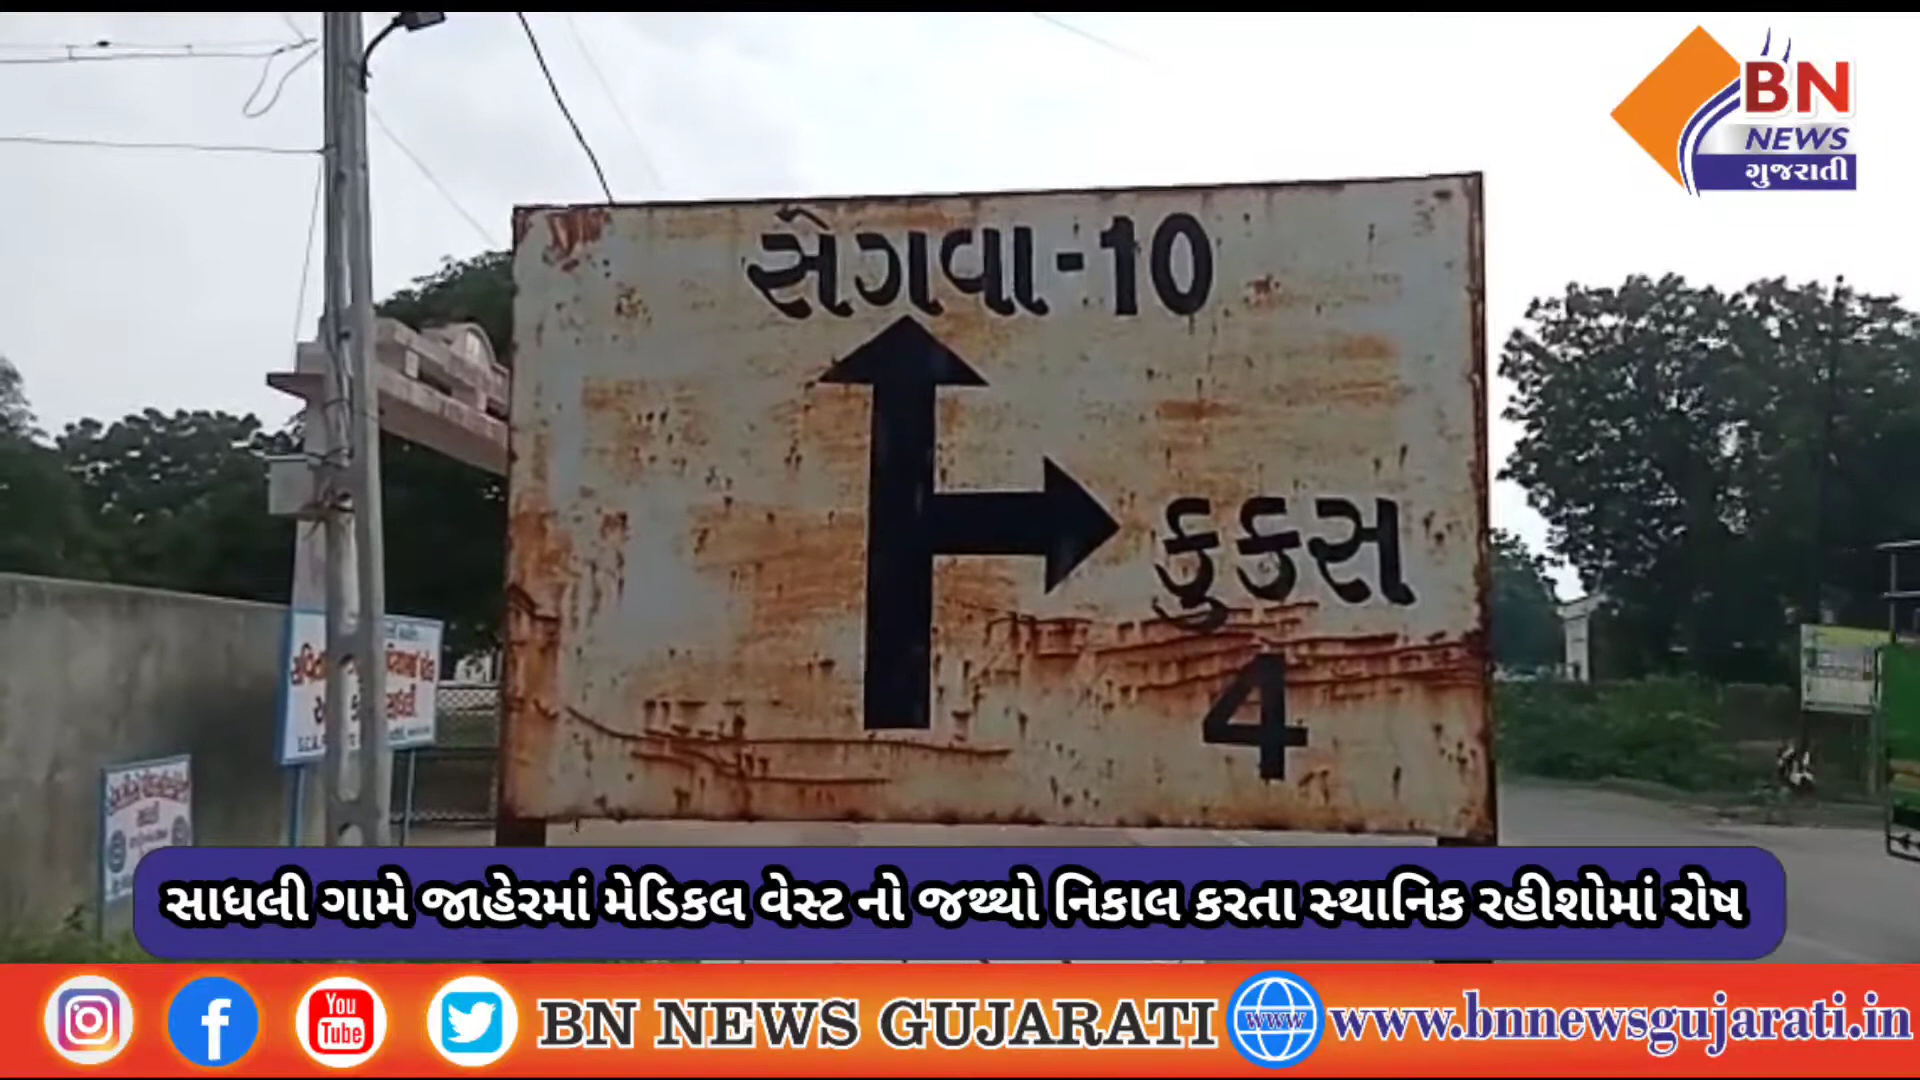 BN
NEWS
ગુજરાતી
સેગવા-10
કુકસ
4
સાધલી ગામે જાહેરમાં મેડિકલ વેસ્ટ નો જથ્થો નિકાલ કરતા સ્થાનિક રહીશોમાં રોષ
You
Tube
BN NEWS GUJARATI
www
www.bnnewsgujarati.in